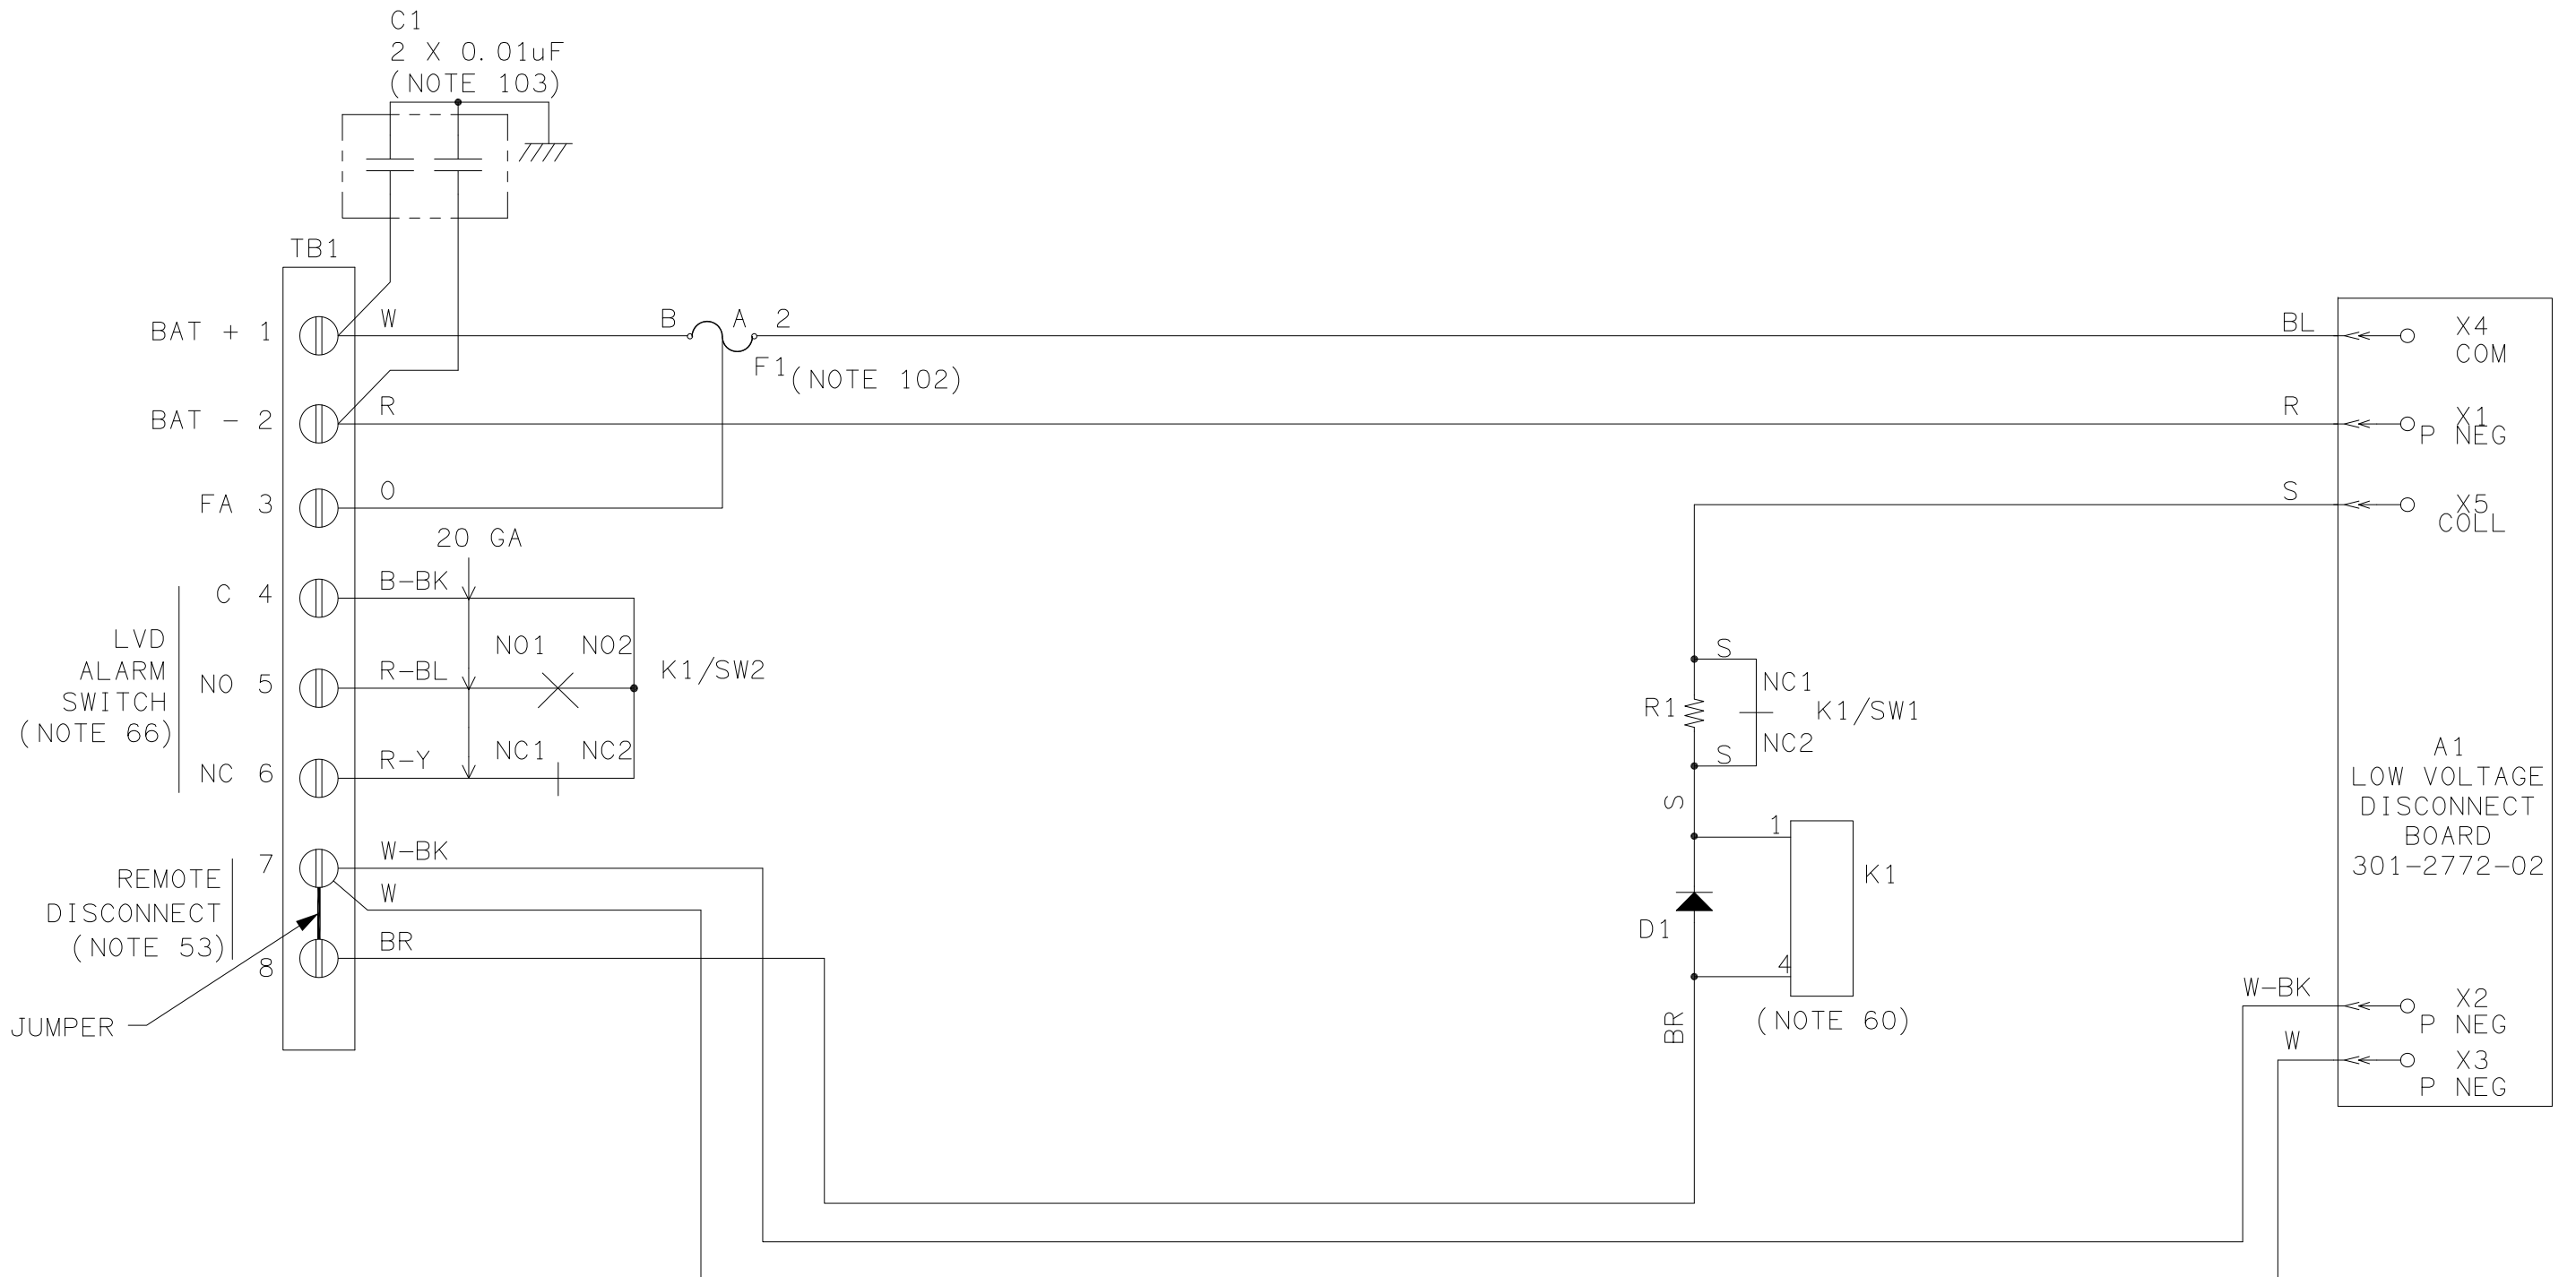 C1
2 X 0.01uF
(NOTE 103)
TB1
BAT + 1
W
B A 2
F1 (NOTE 102)
BL
X4
COM
BAT - 2
R
R
X1
P NEG
FA 3
O
S
X5
COLL
20 GA
C 4
B-BK
LVD
ALARM
SWITCH
(NOTE 66)
NO1 NO2
NO 5
R-BL
K1/SW2
NC1 NC2
NC 6
R-Y
S
NC1
R1
K1/SW1
NC2
S
S
1
K1
D1
4
BR
(NOTE 60)
A1
LOW VOLTAGE
DISCONNECT
BOARD
301-2772-02
7
W-BK
REMOTE
DISCONNECT
(NOTE 53)
W
8
BR
JUMPER
W-BK
X2
P NEG
W
X3
P NEG